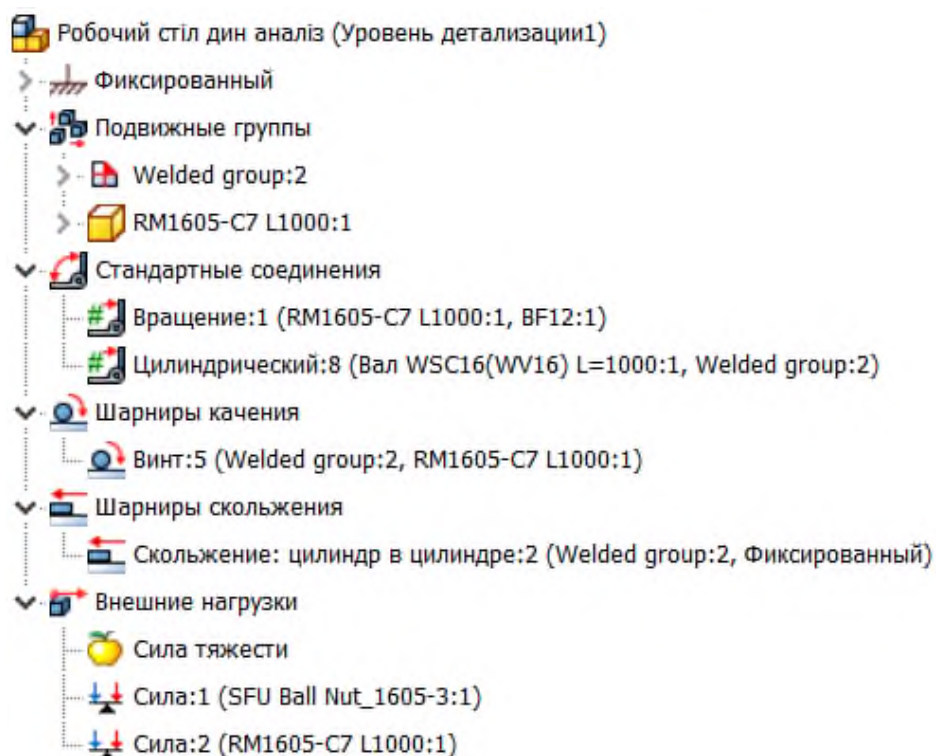 Робочий стіл дин аналіз (Уровень детализации1)
Фиксированный
Подвижные группы
Welded group:2
RM1605-C7 L1000:1
Стандартные соединения
Вращение:1 (RM1605-C7 L1000:1, BF12:1)
Цилиндрический:8 (Вал WSC16(WV16) L=1000:1, Welded group:2)
Шарниры качения
Винт:5 (Welded group:2, RM1605-C7 L1000:1)
Шарниры скольжения
Скольжение: цилиндр в цилиндре:2 (Welded group:2, Фиксированный)
Внешние нагрузки
Сила тяжести
Сила:1 (SFU Ball Nut_1605-3:1)
Сила:2 (RM1605-C7 L1000:1)